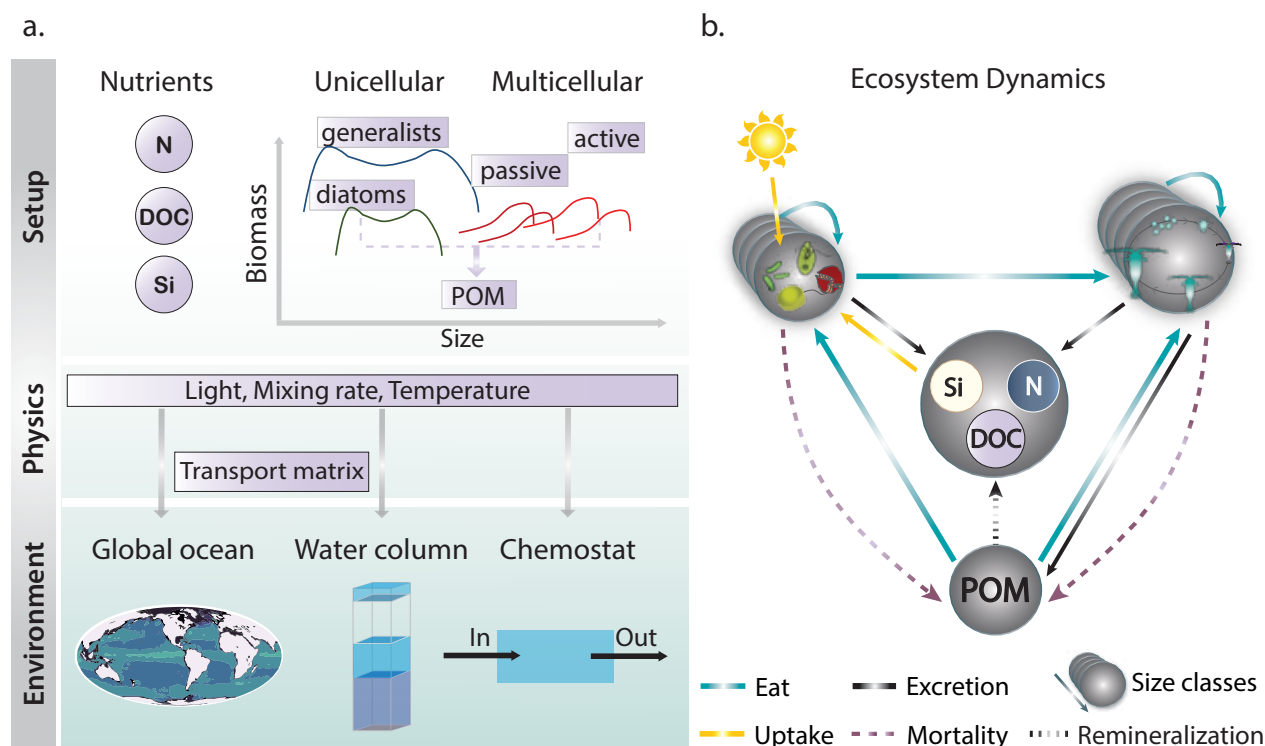 a.
Setup
Nutrients
N
DOC
Si
Unicellular
Multicellular
generalists
diatoms
passive
active
POM
Biomass
Size
Physics
Light, Mixing rate, Temperature
Transport matrix
Environment
Global ocean
Water column
Chemostat
In
Out
b.
Ecosystem Dynamics
Si
N
DOC
POM
Eat
Excretion
Size classes
Uptake
Mortality
Remineralization